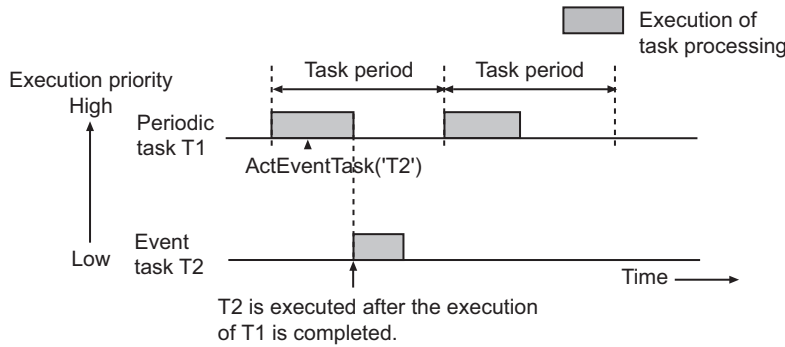 Execution of
task processing
Task period
Task period
Execution priority
High
Periodic
task T1
ActEventTask('T2')
Low
Event
task T2
Time
T2 is executed after the execution
of T1 is completed.